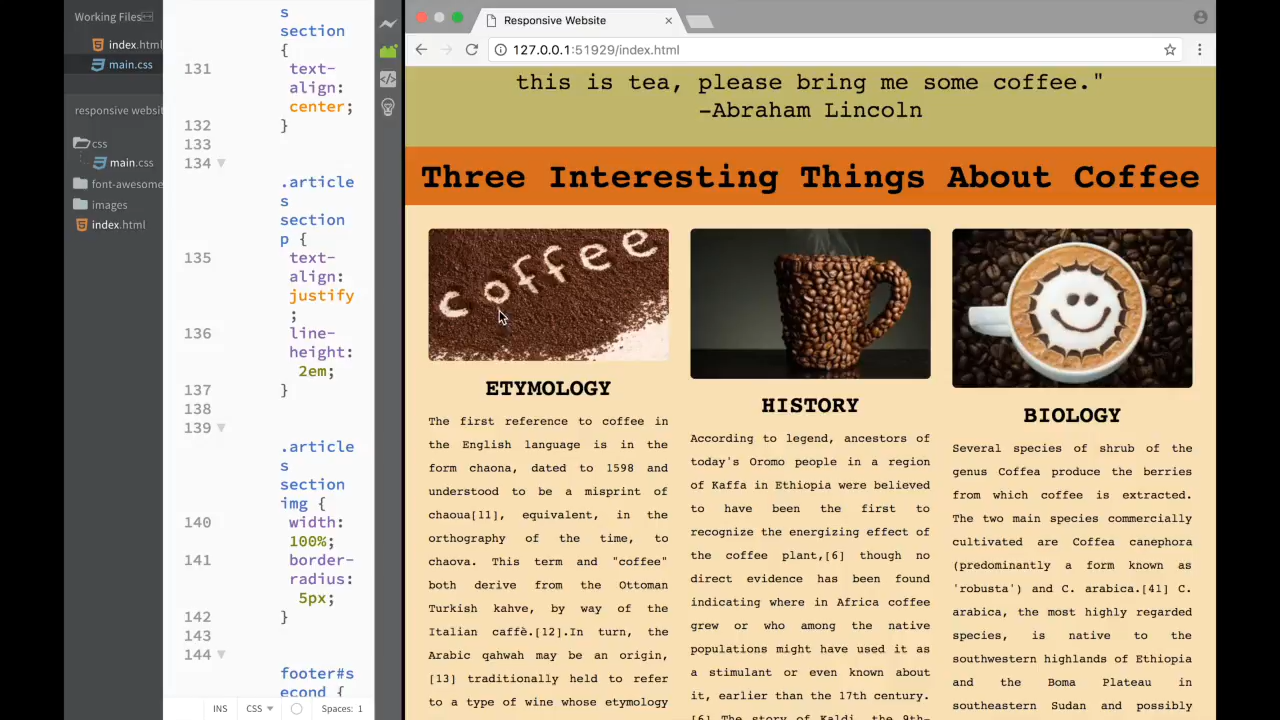 Working Files
index.html
main.css
responsive websit
css
main.css
font-awesome
images
index.html
s
section
{
131 text-
align:
center;
132 }
133
134
.article
s
section
p {
135 text-
align:
justify
;
136 line-
height:
2em;
137 }
138
139
.article
s
section
img {
140 width:
100%;
141 border-
radius:
5px;
142 }
143
144
footer#s
econd {
INS CSS Spaces: 1
Responsive Website
127.0.0.1:51929/index.html
this is tea, please bring me some coffee."
-Abraham Lincoln
Three Interesting Things About Coffee
coffee
ETYMOLOGY
The first reference to coffee in
the English language is in the
form chaona, dated to 1598 and
understood to be a misprint of
chaoua[11], equivalent, in the
orthography of the time, to
chaova. This term and "coffee"
both derive from the Ottoman
Turkish kahve, by way of the
Italian caffè.[12].In turn, the
Arabic qahwah may be an origin,
[13] traditionally held to refer
to a type of wine whose etymology
HISTORY
According to legend, ancestors of
today's Oromo people in a region
of Kaffa in Ethiopia were believed
to have been the first to
recognize the energizing effect of
the coffee plant,[6] though no
direct evidence has been found
indicating where in Africa coffee
grew or who among the native
populations might have used it as
a stimulant or even known about
it, earlier than the 17th century.
[6] The story of Kaldi, the 9th-
BIOLOGY
Several species of shrub of the
genus Coffea produce the berries
from which coffee is extracted.
The two main species commercially
cultivated are Coffea canephora
(predominantly a form known as
'robusta') and C. arabica.[41] C.
arabica, the most highly regarded
species, is native to the
southwestern highlands of Ethiopia
and the Boma Plateau in
southeastern Sudan and possibly